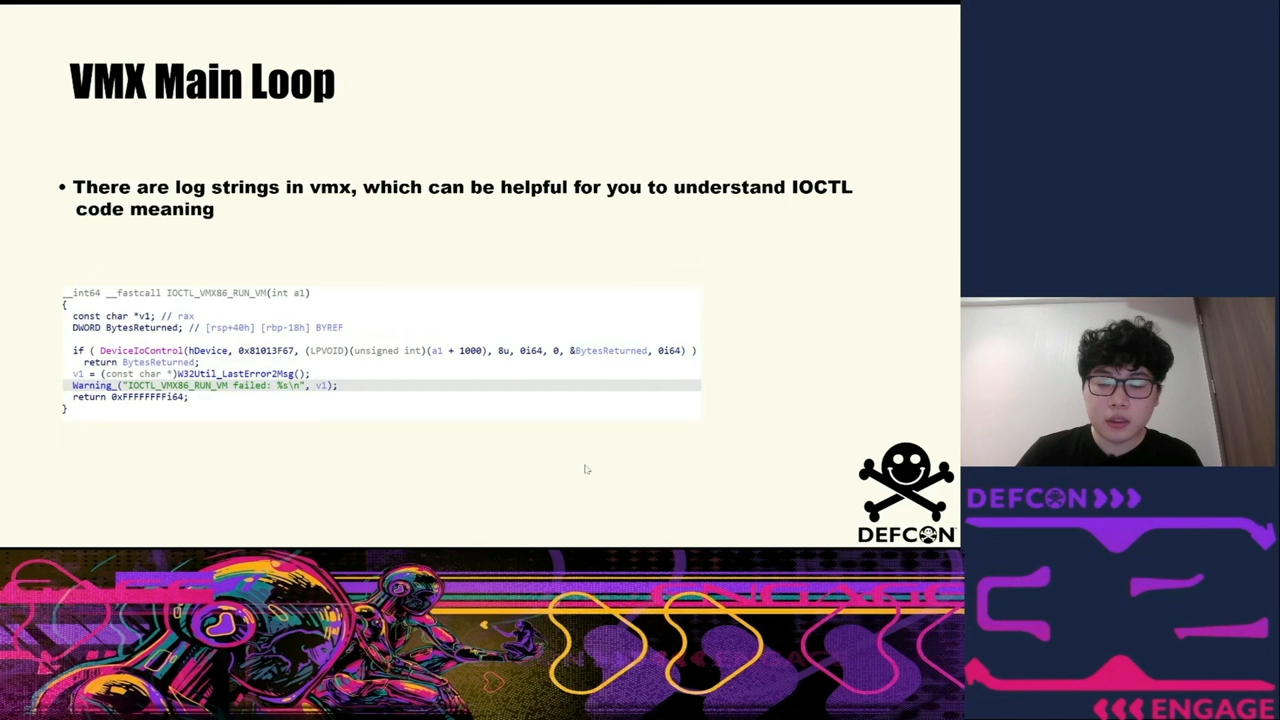 VMX Main Loop
• There are log strings in vmx, which can be helpful for you to understand IOCTL
code meaning
__int64 __fastcall IOCTL_VMX86_RUN_VM(int a1)
{
const char *v1; // rax
DWORD BytesReturned; // [rsp+40h] [rbp-18h] BYREF
if ( DeviceIoControl(hDevice, 0x81013F67, (LPVOID)(unsigned int)(a1 + 1000), 8u, 0i64, 0, &BytesReturned, 0i64) )
return BytesReturned;
v1 = (const char *)W32Util_LastError2Msg();
Warning_("IOCTL_VMX86_RUN_VM failed: %s\n", v1);
return 0xFFFFFFFFi64;
}
DEFCON
DEFCON
ENGAGE